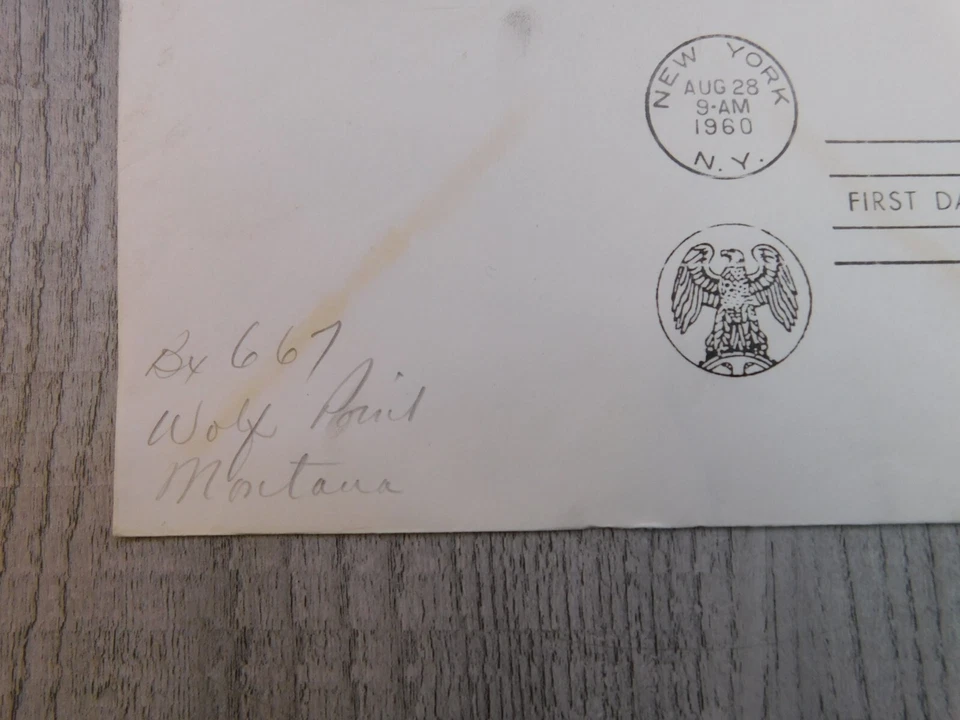 NEW YORK
AUG 28
9-AM
1960
N.Y.
FIRST DA
Bx 667
Wolf Point
Montana